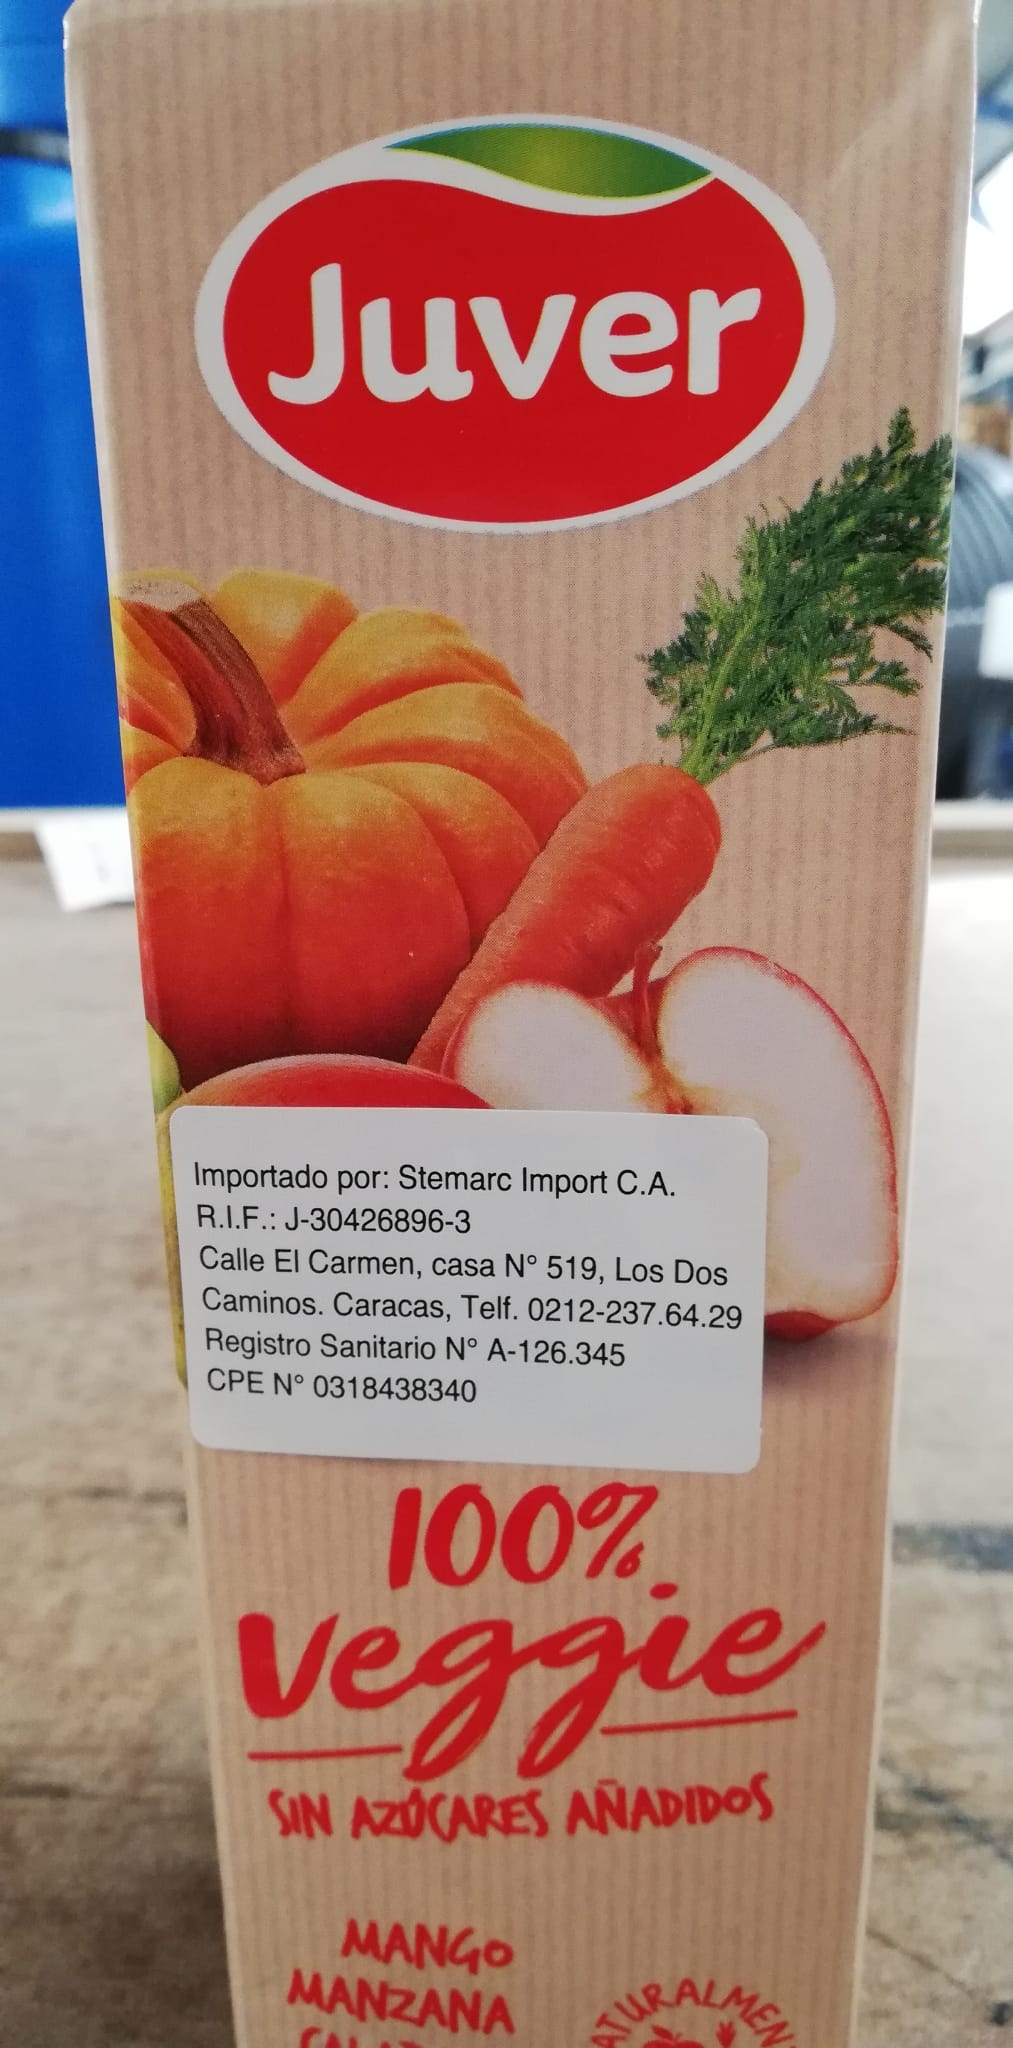 Juver
Importado por: Stemarc Import C.A.
R.I.F.: J-30426896-3
Calle El Carmen, casa N° 519, Los Dos
Caminos. Caracas, Telf. 0212-237.64.29
Registro Sanitario N° A-126.345
CPE N° 0318438340
100%
Veggie
SIN AZÚCARES AÑADIDOS
MANGO
MANZANA